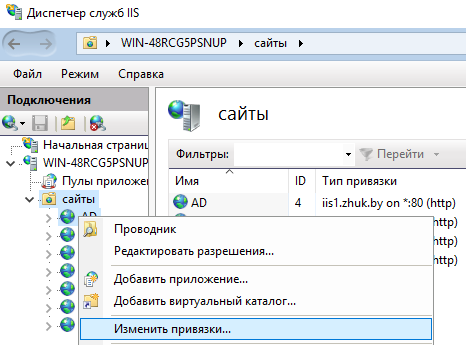 Диспетчер служб IIS
WIN-48RCG5PSNUP
сайты
Файл Режим Справка
Подключения
сайты
Начальная страниц
WIN-48RCG5PSNUP
Фильтры: Перейти
Пулы приложе
Имя ID Тип привязки
сайты
AD 4 iis1.zhuk.by on *:80 (http)
AD
Проводник
(http)
Редактировать разрешения...
(http)
Добавить приложение...
(http)
Добавить виртуальный каталог...
Изменить привязки...